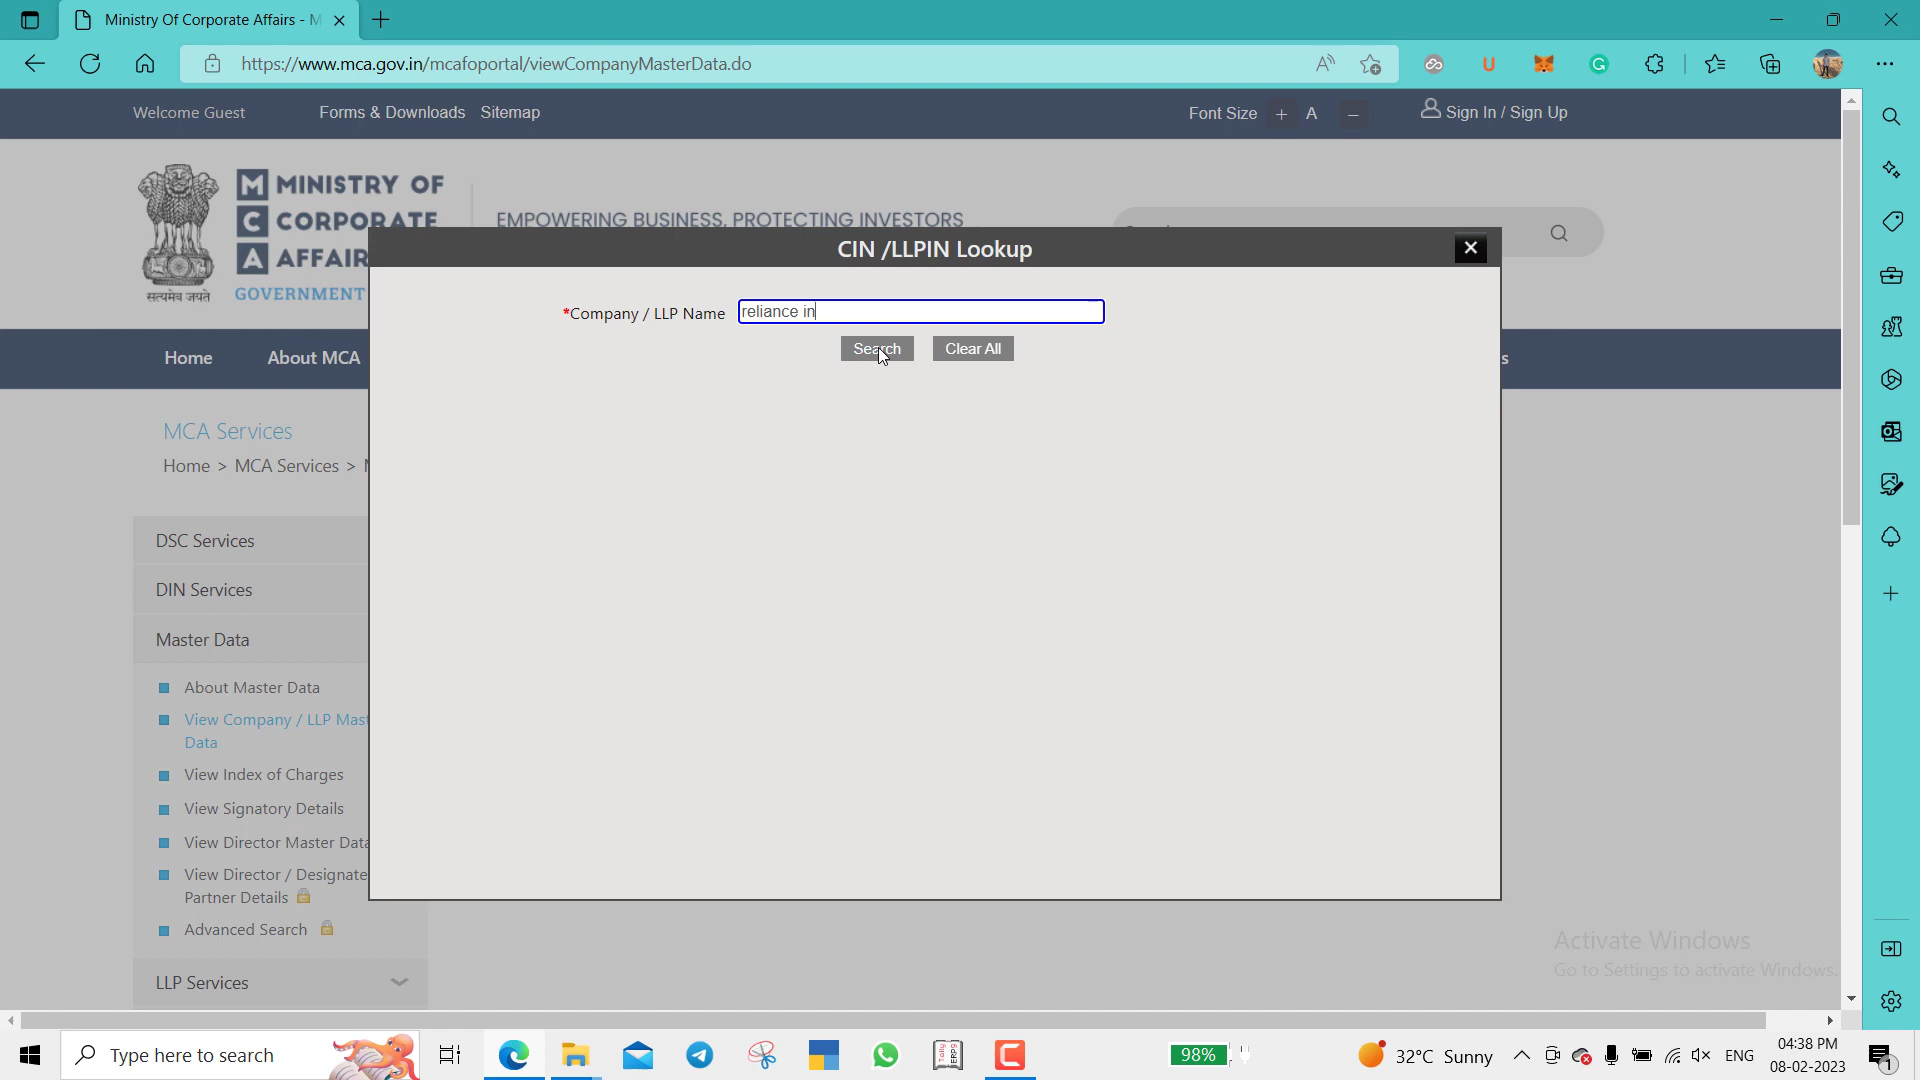 Ministry Of Corporate Affairs - M
https://www.mca.gov.in/mcafoportal/viewCompanyMasterData.do
Welcome Guest
Forms & Downloads
Sitemap
Font Size + A -
Sign In / Sign Up
सत्यमेव जयते
MINISTRY OF
CORPORATE
AFFAIR
GOVERNMENT
EMPOWERING BUSINESS, PROTECTING INVESTORS
CIN /LLPIN Lookup
*Company / LLP Name
reliance in
Search
Clear All
Home
About MCA
s
MCA Services
Home > MCA Services >
DSC Services
DIN Services
Master Data
About Master Data
View Company / LLP Mast
Data
View Index of Charges
View Signatory Details
View Director Master Data
View Director / Designate
Partner Details
Advanced Search
LLP Services
Activate Windows
Go to Settings to activate Windows.
Type here to search
98%
32°C Sunny
ENG
04:38 PM
08-02-2023
1